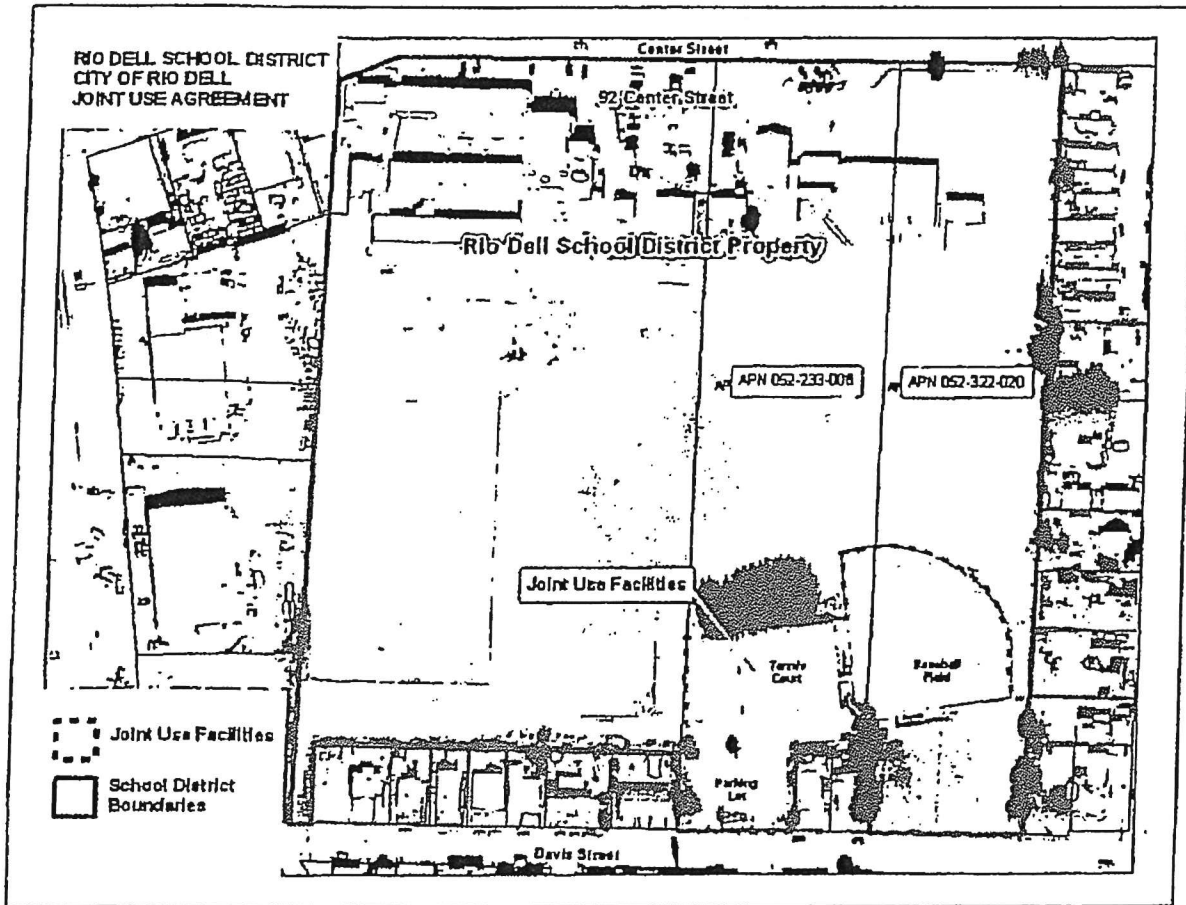 RIO DELL SCHOOL DISTRICT
CITY OF RIO DELL
JOINT USE AGREEMENT
Center Street
92 Center Street
Rio Dell School District Property
APN 052-233-008
APN 052-322-020
Joint Use Facilities
Tennis
Court
Baseball
Field
Joint Use Facilities
Parking
Lot
School District
Boundaries
Davis Street